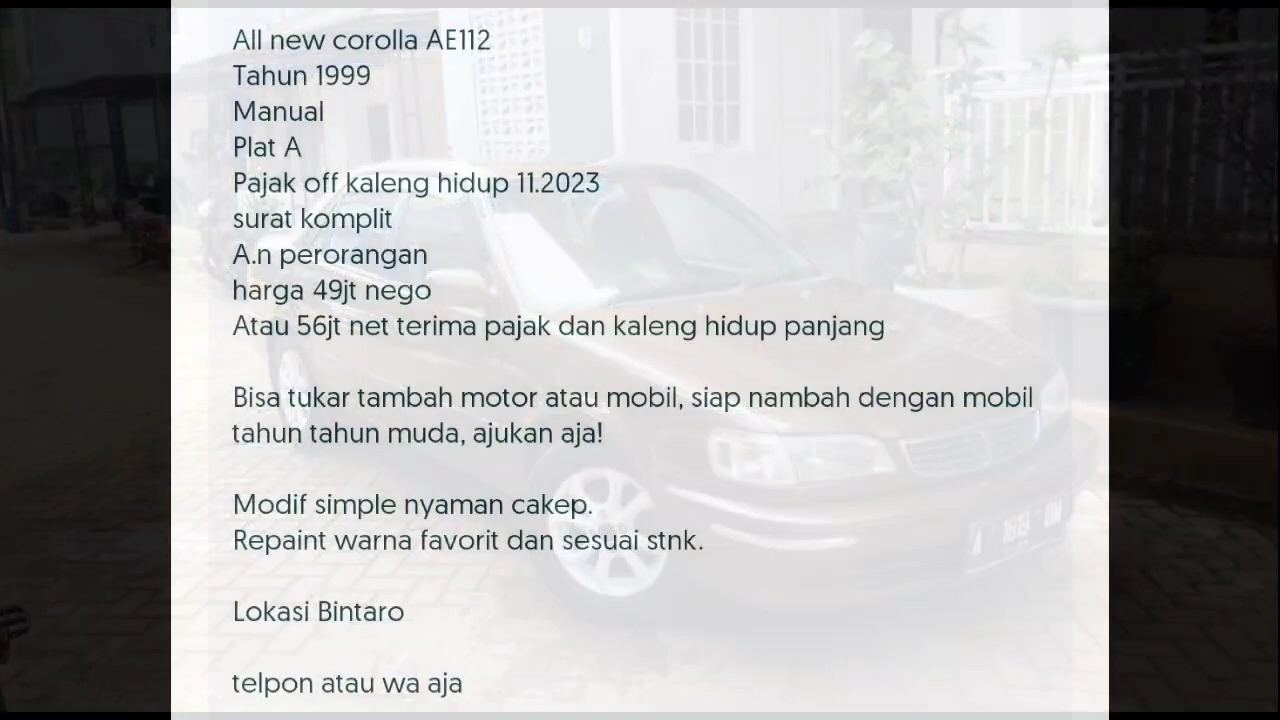 All new corolla AE112
Tahun 1999
Manual
Plat A
Pajak off kaleng hidup 11.2023
surat komplit
A.n perorangan
harga 49jt nego
Atau 56jt net terima pajak dan kaleng hidup panjang
Bisa tukar tambah motor atau mobil, siap nambah dengan mobil
tahun tahun muda, ajukan aja!
Modif simple nyaman cakep.
Repaint warna favorit dan sesuai stnk.
Lokasi Bintaro
telpon atau wa aja